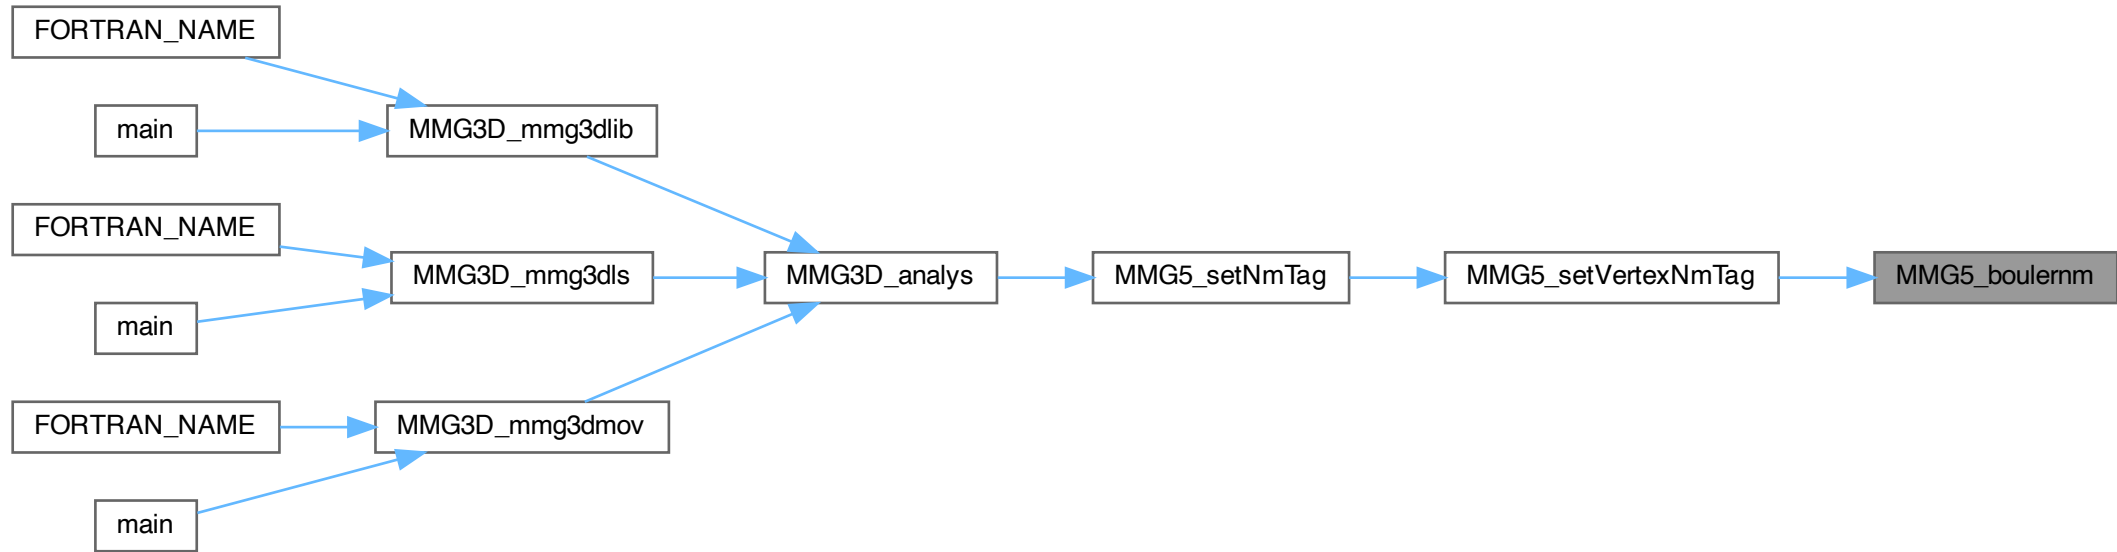 FORTRAN_NAME
main
MMG3D_mmg3dlib
FORTRAN_NAME
main
MMG3D_mmg3dls
MMG3D_analys
MMG5_setNmTag
MMG5_setVertexNmTag
MMG5_boulernm
FORTRAN_NAME
main
MMG3D_mmg3dmov